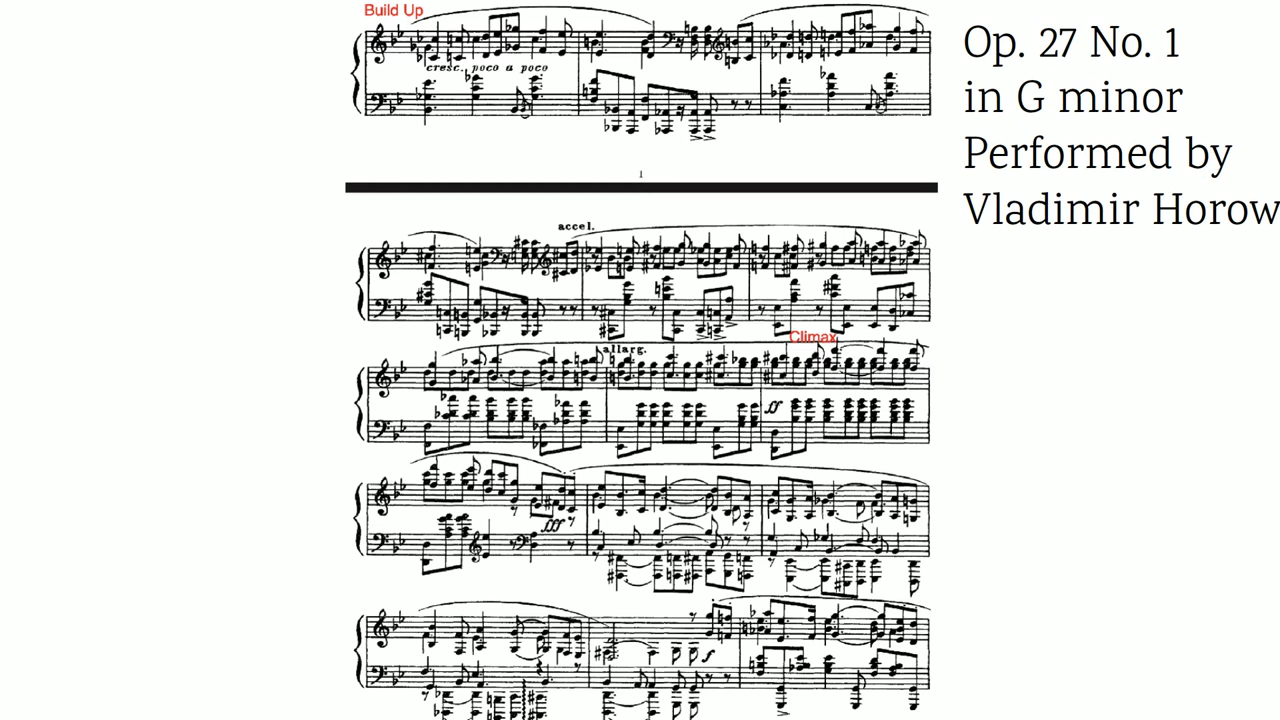 Build Up
cresc. poco a poco
1
accel.
Climax
allarg.
ff
fff
f
Op. 27 No. 1
in G minor
Performed by
Vladimir Horow